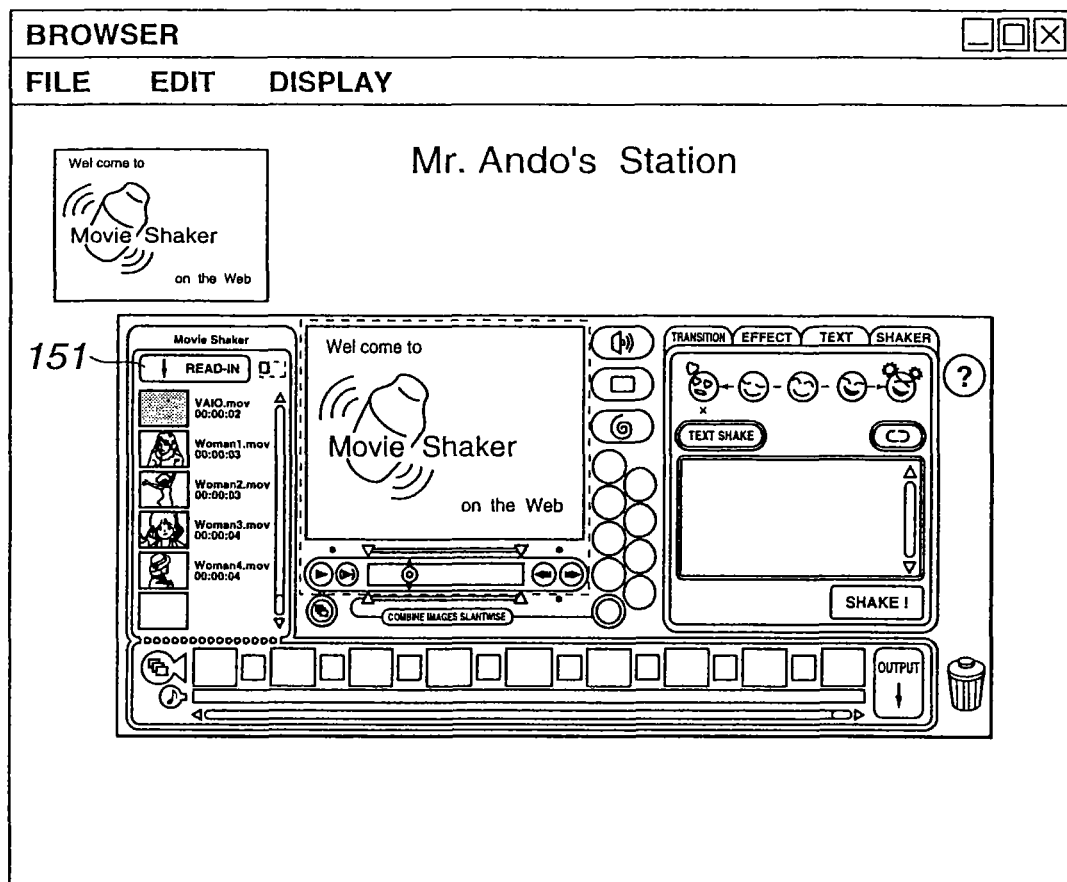 BROWSER
FILE EDIT DISPLAY
Mr. Ando's Station
Wel come to
Movie Shaker
on the Web
151
Movie Shaker
READ-IN
VAIO.mov
00:00:02
Woman1.mov
00:00:03
Woman2.mov
00:00:03
Woman3.mov
00:00:04
Woman4.mov
00:00:04
Wel come to
Movie Shaker
on the Web
COMBINE IMAGES SLANTWISE
TRANSITION EFFECT TEXT SHAKER
?
×
TEXT SHAKE
SHAKE !
OUTPUT